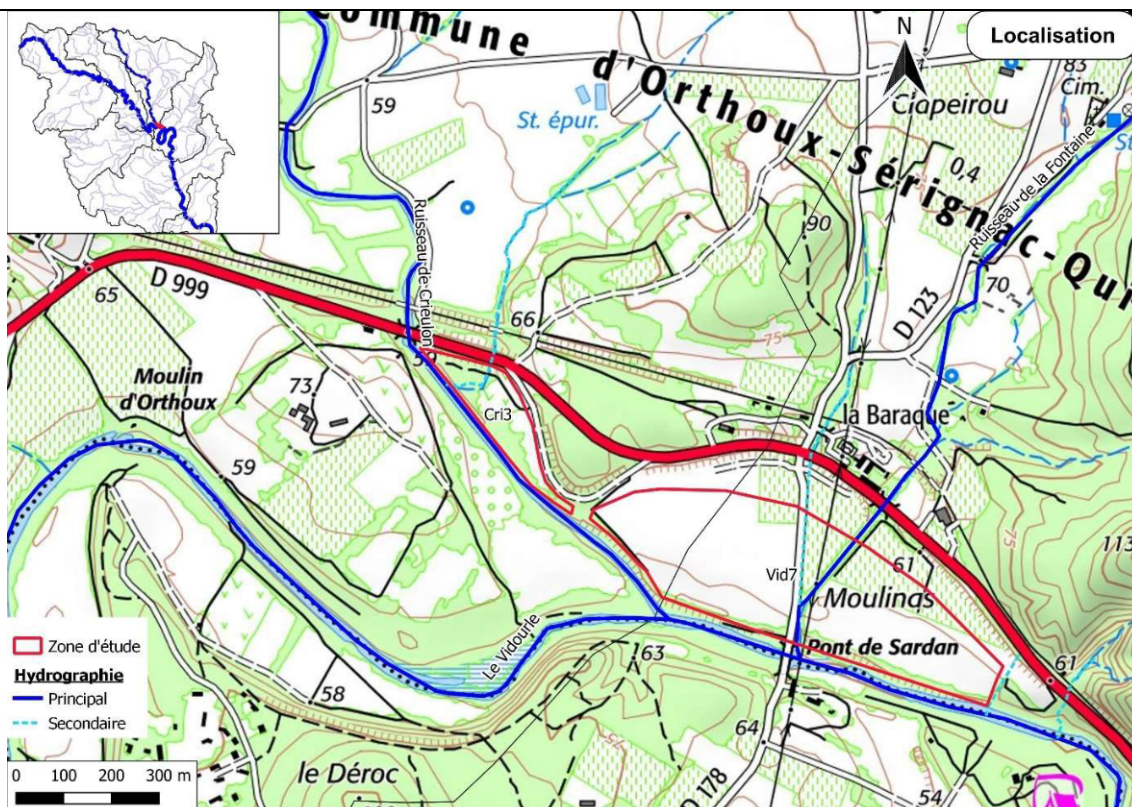 Commune
d'Orthoux-Sérignac-Qui
Localisation
N
59
St. épur.
Clapeirou
83
Cim.
St
0.4
90
Ruisseau de la Fontaine
Ruisseau de Crieulon
70
D 123
65
D 999
66
75
Moulin
d'Orthoux
73
59
Cri3
la Baraque
75
113
61
Vid7
Moulinas
Pont de Sardan
Le Vidourle
63
61
58
64
75
le Déroc
D 178
54
Zone d'étude
Hydrographie
Principal
Secondaire
0 100 200 300 m